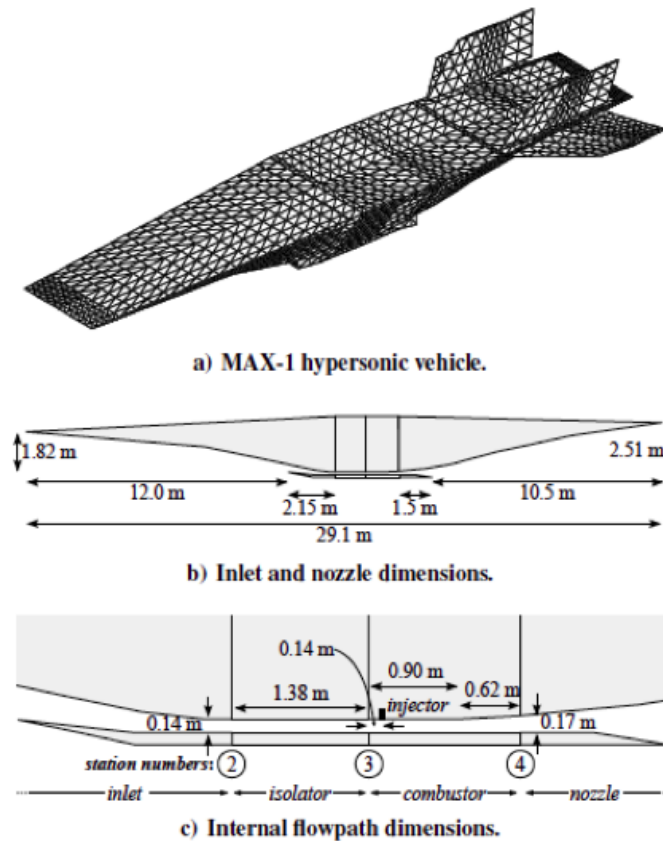 a) MAX-1 hypersonic vehicle.
1.82 m
2.51 m
12.0 m
10.5 m
2.15 m
1.5 m
29.1 m
b) Inlet and nozzle dimensions.
0.14 m
0.90 m
1.38 m
0.62 m
injector
0.14 m
0.17 m
station numbers: 2 3 4
inlet isolator combustor nozzle
c) Internal flowpath dimensions.